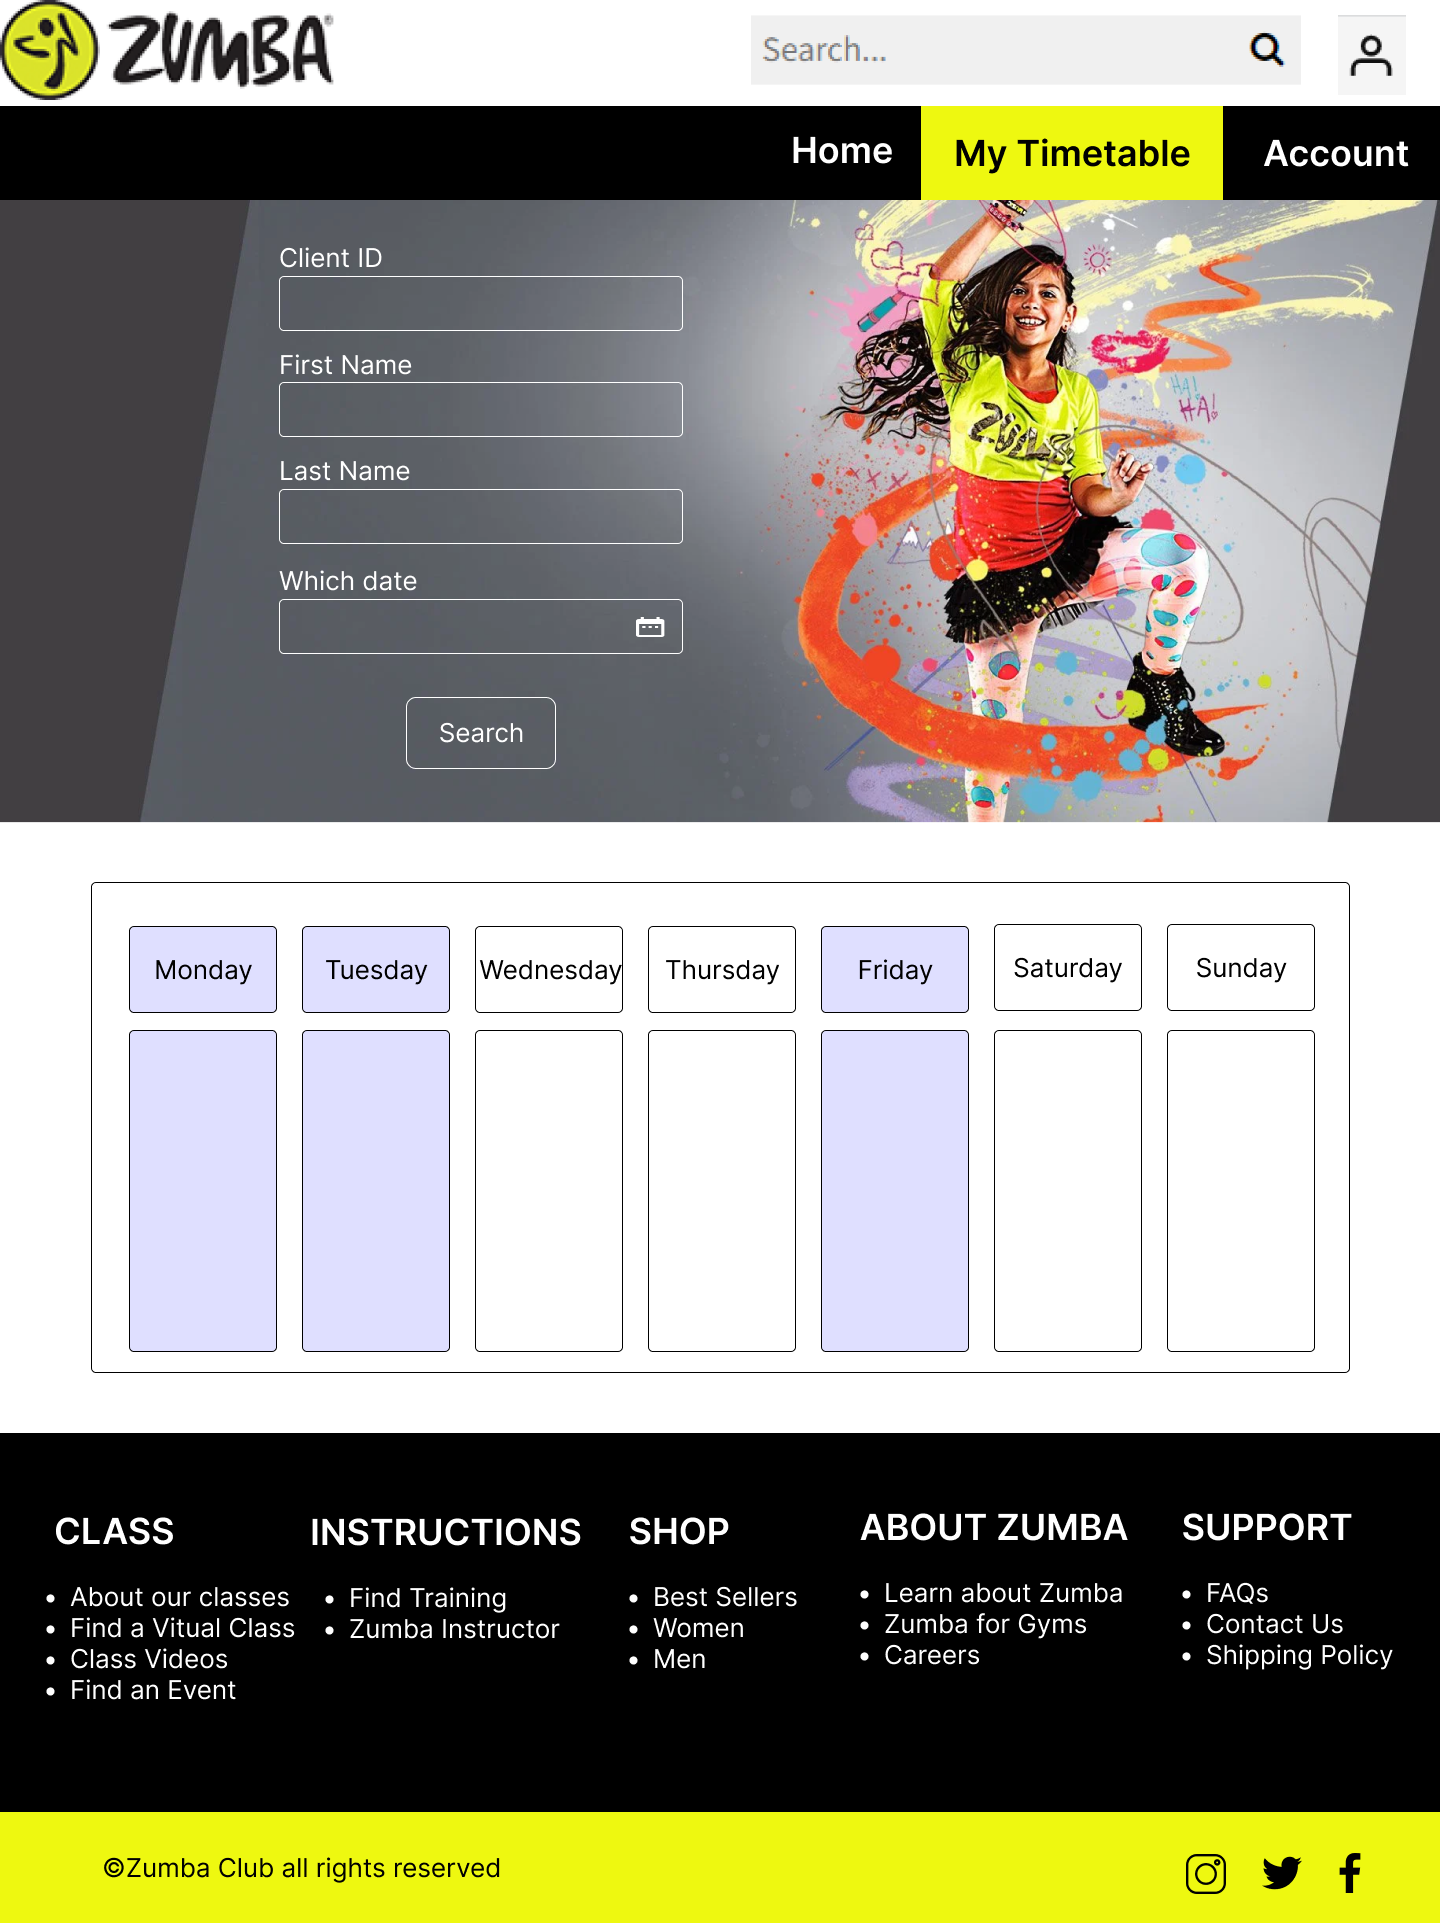 ZUMBA®
Search...
Home
My Timetable
Account
Client ID
First Name
Last Name
Which date
Search
HA!
HA!
ZUMBA
Monday
Tuesday
Wednesday
Thursday
Friday
Saturday
Sunday
CLASS
• About our classes
• Find a Vitual Class
• Class Videos
• Find an Event
INSTRUCTIONS
• Find Training
• Zumba Instructor
SHOP
• Best Sellers
• Women
• Men
ABOUT ZUMBA
• Learn about Zumba
• Zumba for Gyms
• Careers
SUPPORT
• FAQs
• Contact Us
• Shipping Policy
©Zumba Club all rights reserved